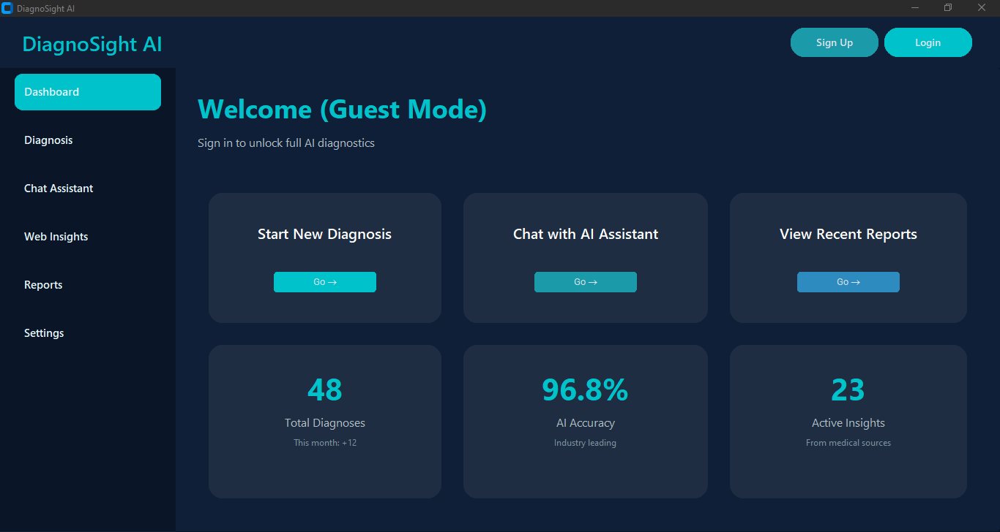 DiagnoSight AI
DiagnoSight AI
Sign Up
Login
Dashboard
Diagnosis
Chat Assistant
Web Insights
Reports
Settings
Welcome (Guest Mode)
Sign in to unlock full AI diagnostics
Start New Diagnosis
Go →
Chat with AI Assistant
Go →
View Recent Reports
Go →
48
Total Diagnoses
This month: +12
96.8%
AI Accuracy
Industry leading
23
Active Insights
From medical sources